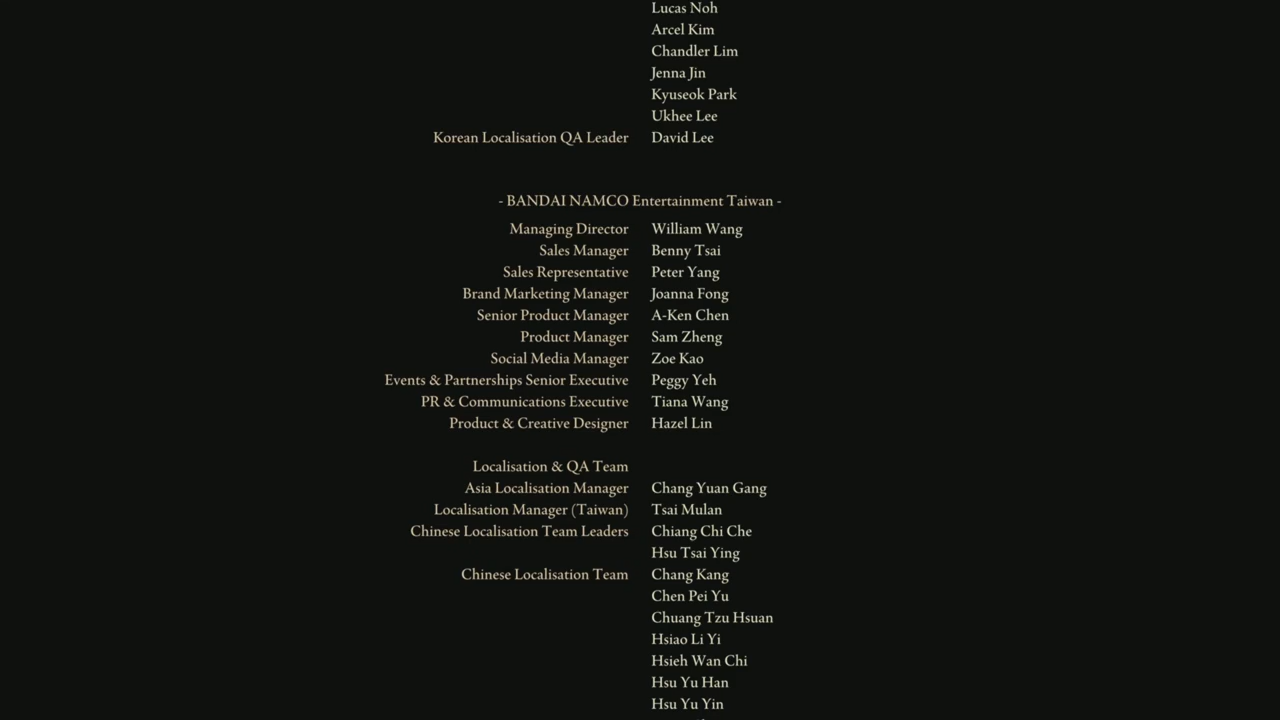 Lucas Noh
Arcel Kim
Chandler Lim
Jenna Jin
Kyuseok Park
Ukhee Lee
Korean Localisation QA Leader David Lee
- BANDAI NAMCO Entertainment Taiwan -
Managing Director William Wang
Sales Manager Benny Tsai
Sales Representative Peter Yang
Brand Marketing Manager Joanna Fong
Senior Product Manager A-Ken Chen
Product Manager Sam Zheng
Social Media Manager Zoe Kao
Events & Partnerships Senior Executive Peggy Yeh
PR & Communications Executive Tiana Wang
Product & Creative Designer Hazel Lin
Localisation & QA Team
Asia Localisation Manager Chang Yuan Gang
Localisation Manager (Taiwan) Tsai Mulan
Chinese Localisation Team Leaders Chiang Chi Che
Hsu Tsai Ying
Chinese Localisation Team Chang Kang
Chen Pei Yu
Chuang Tzu Hsuan
Hsiao Li Yi
Hsieh Wan Chi
Hsu Yu Han
Hsu Yu Yin